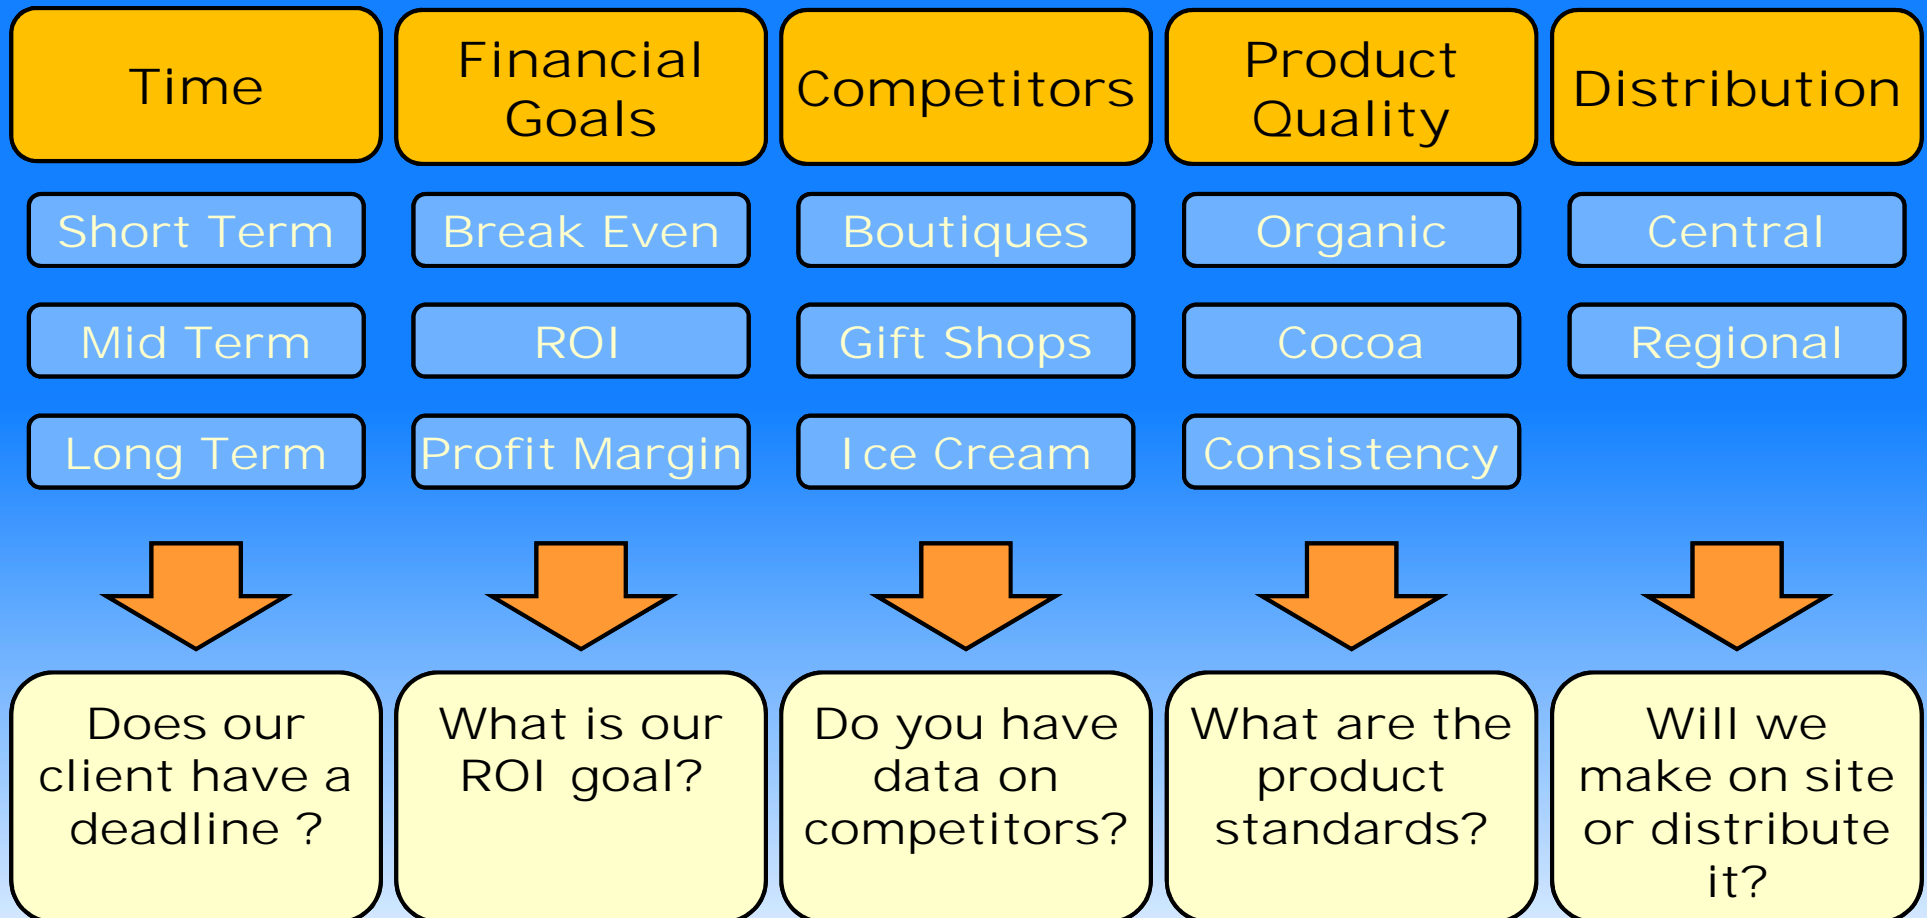 Time
Financial
Goals
Competitors
Product
Quality
Distribution
Short Term
Break Even
Boutiques
Organic
Central
Mid Term
ROI
Gift Shops
Cocoa
Regional
Long Term
Profit Margin
Ice Cream
Consistency
Does our
client have a
deadline ?
What is our
ROI goal?
Do you have
data on
competitors?
What are the
product
standards?
Will we
make on site
or distribute
it?